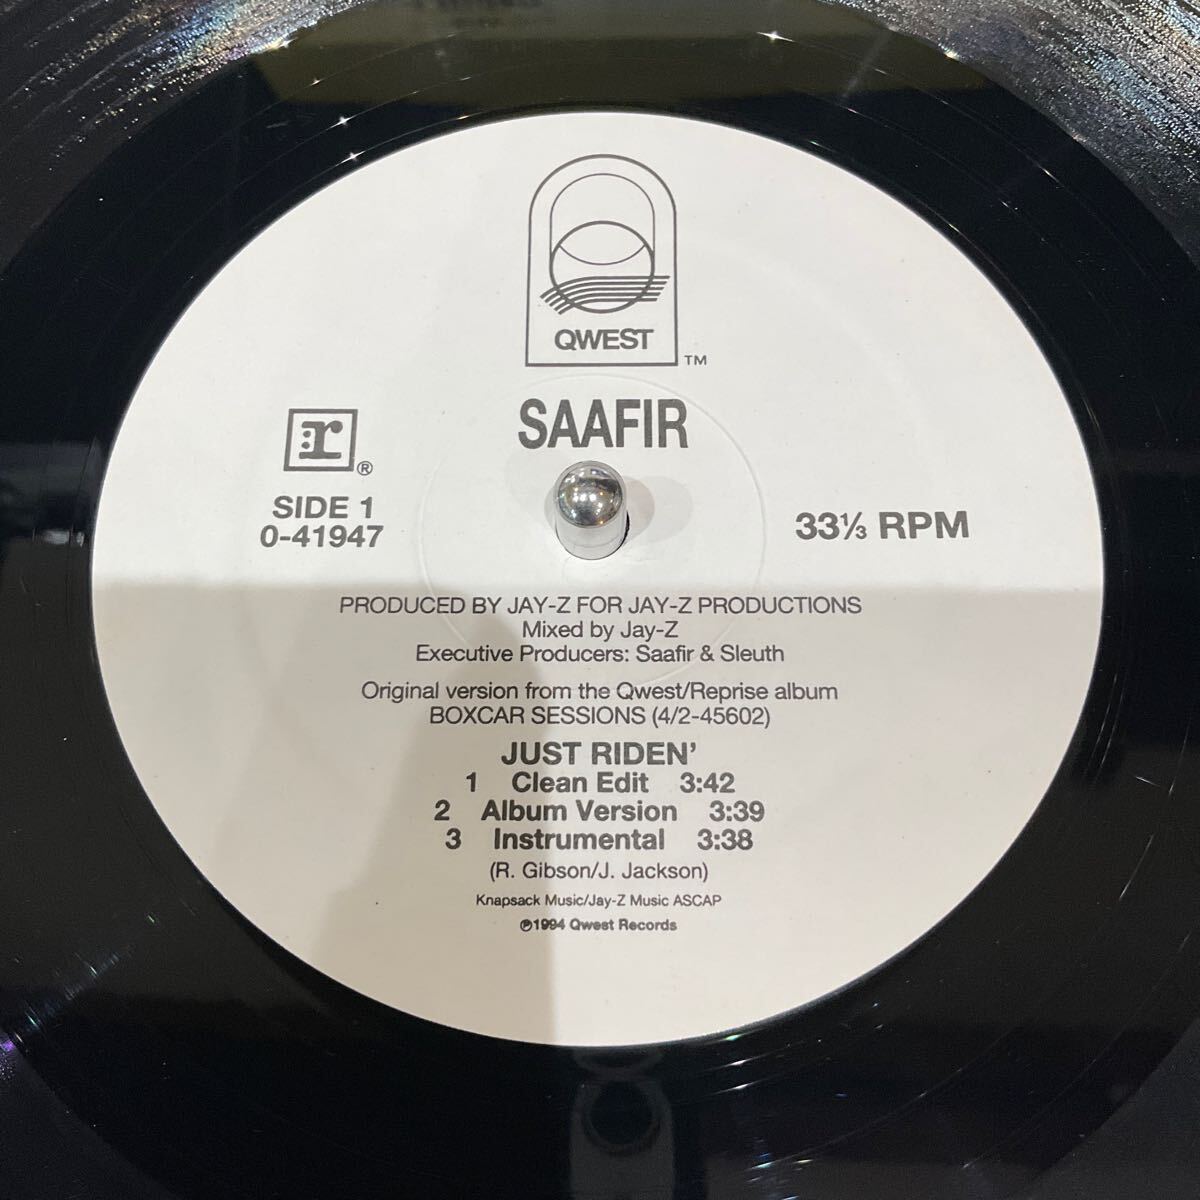 QWEST
TM
SAAFIR
r
®
SIDE 1
0-41947
33⅓ RPM
PRODUCED BY JAY-Z FOR JAY-Z PRODUCTIONS
Mixed by Jay-Z
Executive Producers: Saafir & Sleuth
Original version from the Qwest/Reprise album
BOXCAR SESSIONS (4/2-45602)
JUST RIDEN'
1 Clean Edit 3:42
2 Album Version 3:39
3 Instrumental 3:38
(R. Gibson/J. Jackson)
Knapsack Music/Jay-Z Music ASCAP
℗1994 Qwest Records